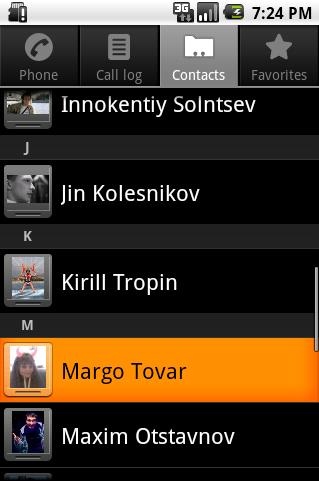 3G
7:24 PM
Phone
Call log
Contacts
Favorites
Innokentiy Solntsev
J
Jin Kolesnikov
K
Kirill Tropin
M
Margo Tovar
Maxim Otstavnov